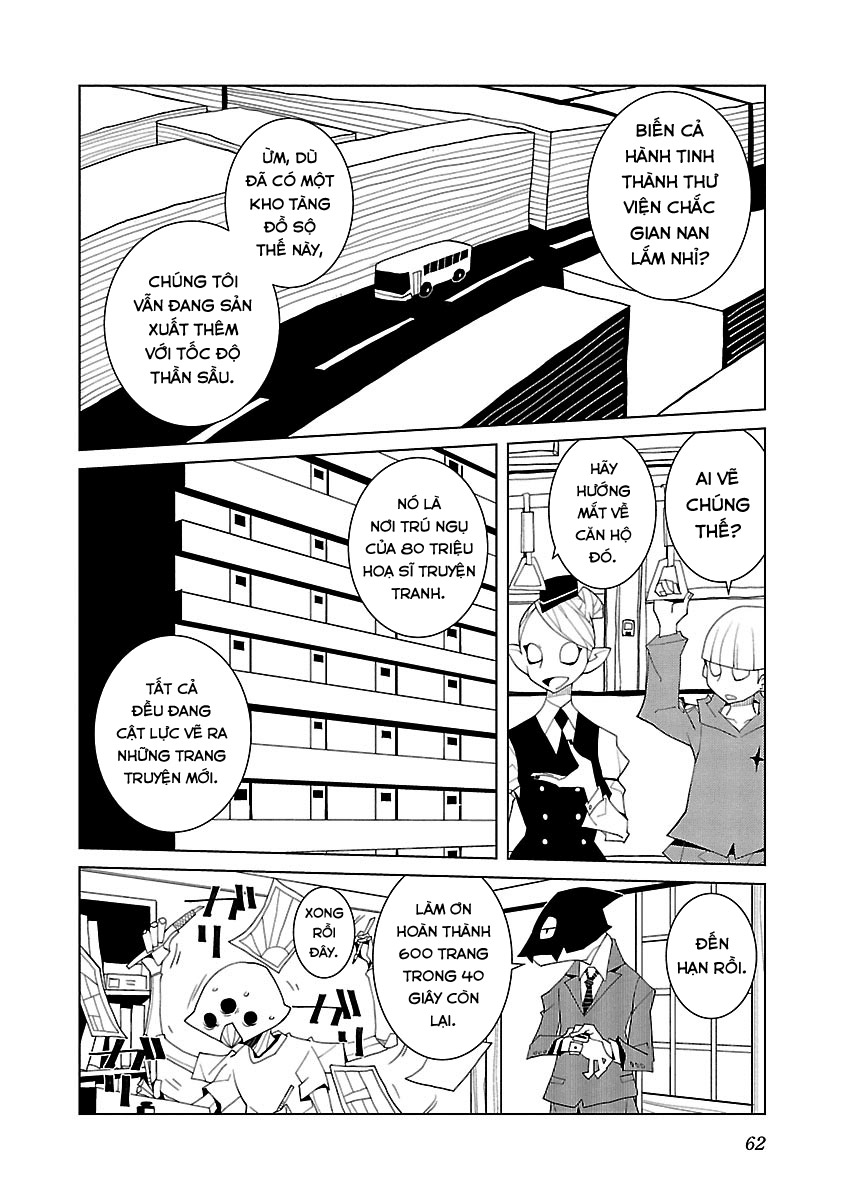 BIẾN CẢ
HÀNH TINH
THÀNH THƯ
VIỆN CHẮC
GIAN NAN
LẮM NHỈ?
ỪM, DÙ
ĐÃ CÓ MỘT
KHO TÀNG
ĐỒ SỘ
THẾ NÀY,
CHÚNG TÔI
VẪN ĐANG SẢN
XUẤT THÊM
VỚI TỐC ĐỘ
THẦN SẦU.
AI VẼ
CHÚNG
THẾ?
HÃY
HƯỚNG
MẮT VỀ
CĂN HỘ
ĐÓ.
NÓ LÀ
NƠI TRÚ NGỤ
CỦA 80 TRIỆU
HOẠ SĨ TRUYỆN
TRANH.
TẤT CẢ
ĐỀU ĐANG
CẬT LỰC VẼ RA
NHỮNG TRANG
TRUYỆN MỚI.
ĐẾN
HẠN RỒI.
LÀM ƠN
HOÀN THÀNH
600 TRANG
TRONG 40
GIÂY CÒN
LẠI.
XONG
RỒI
ĐÂY.
62